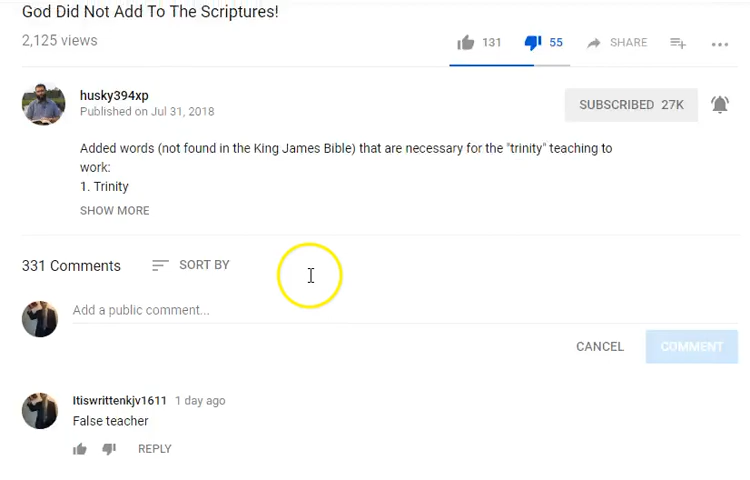 God Did Not Add To The Scriptures!
2,125 views
131
55
SHARE
husky394xp
Published on Jul 31, 2018
SUBSCRIBED 27K
Added words (not found in the King James Bible) that are necessary for the "trinity" teaching to
work:
1. Trinity
SHOW MORE
331 Comments
SORT BY
Add a public comment...
CANCEL
COMMENT
Itiswrittenkjv1611 1 day ago
False teacher
REPLY